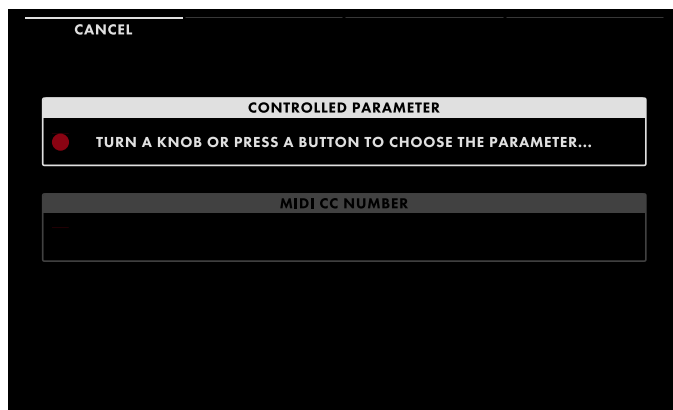 CANCEL
CONTROLLED PARAMETER
TURN A KNOB OR PRESS A BUTTON TO CHOOSE THE PARAMETER...
MIDI CC NUMBER